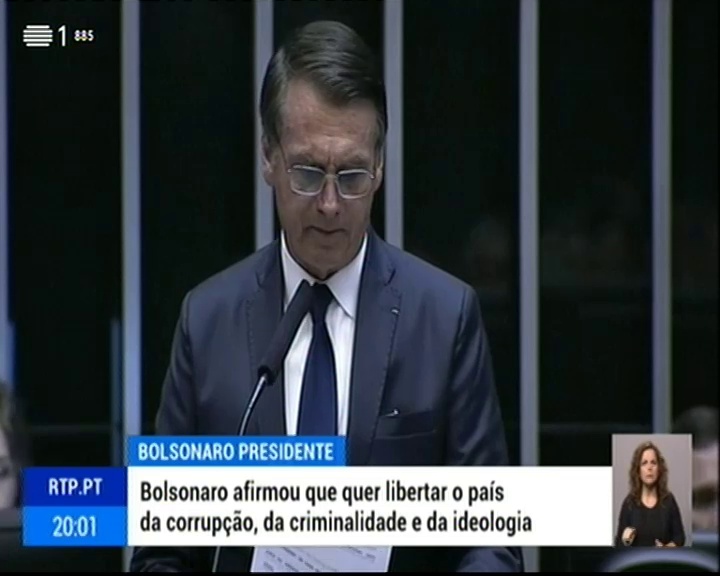 1 885
BOLSONARO PRESIDENTE
RTP.PT
Bolsonaro afirmou que quer libertar o país
20:01
da corrupção, da criminalidade e da ideologia